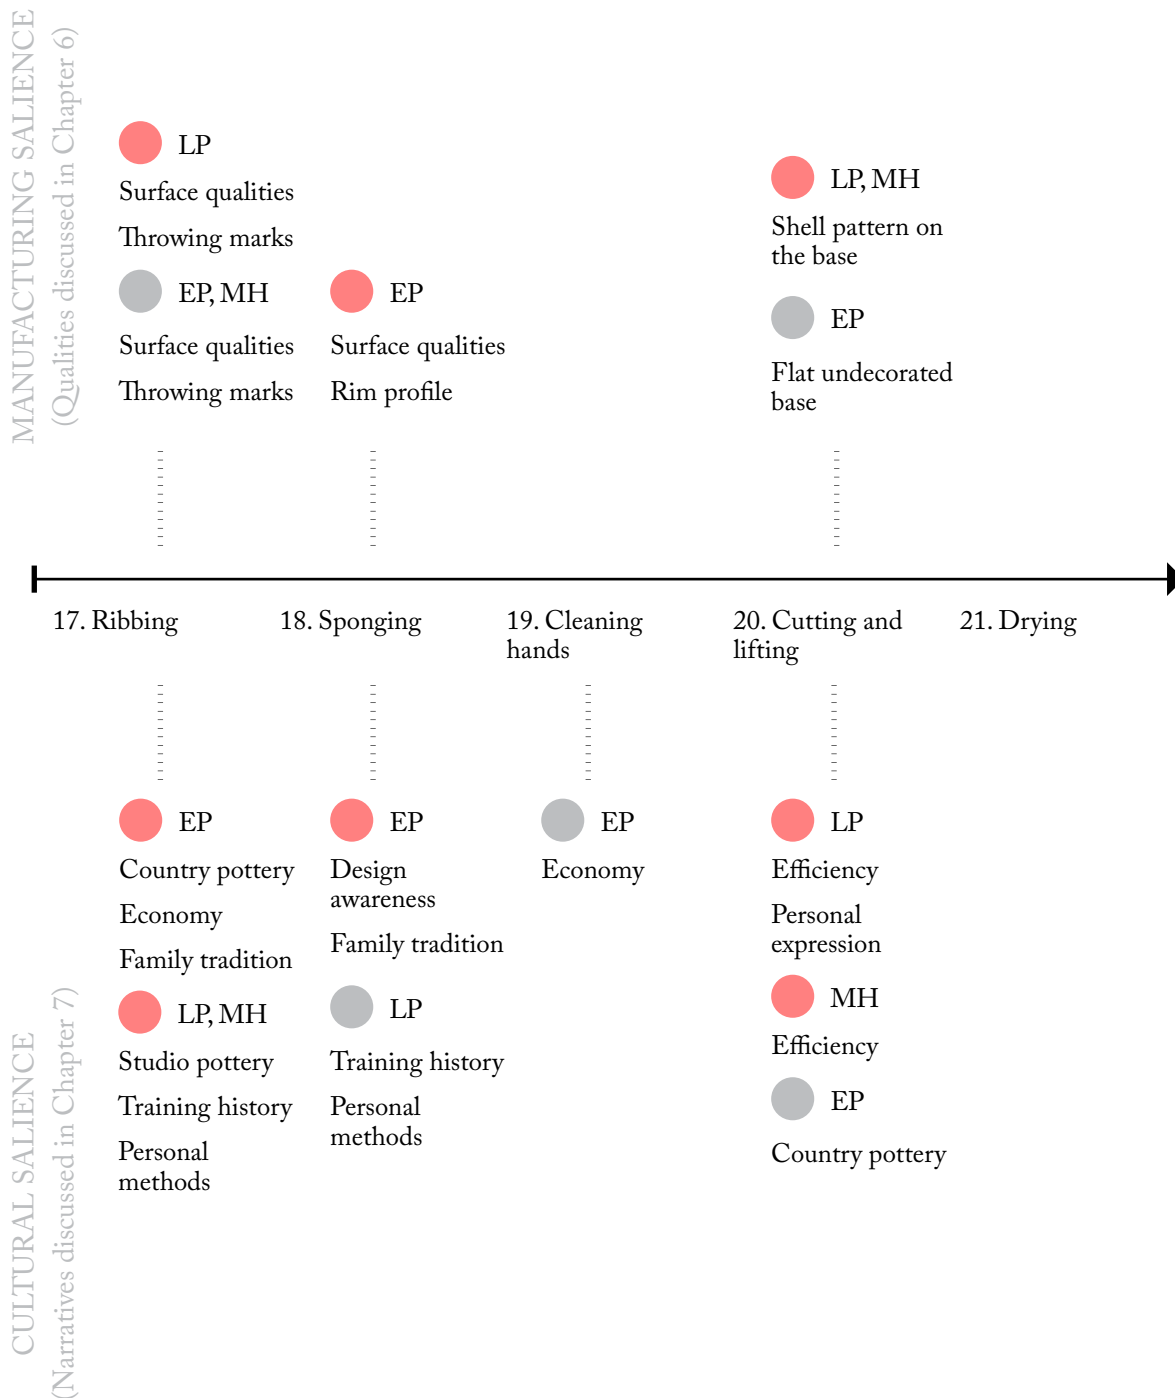 MANUFACTURING SALIENCE
(Qualities discussed in Chapter 6)
LP
Surface qualities
Throwing marks
EP, MH
Surface qualities
Throwing marks
EP
Surface qualities
Rim profile
LP, MH
Shell pattern on
the base
EP
Flat undecorated
base
17. Ribbing
18. Sponging
19. Cleaning
hands
20. Cutting and
lifting
21. Drying
CULTURAL SALIENCE
(Narratives discussed in Chapter 7)
EP
Country pottery
Economy
Family tradition
LP, MH
Studio pottery
Training history
Personal
methods
EP
Design
awareness
Family tradition
LP
Training history
Personal
methods
EP
Economy
LP
Efficiency
Personal
expression
MH
Efficiency
EP
Country pottery